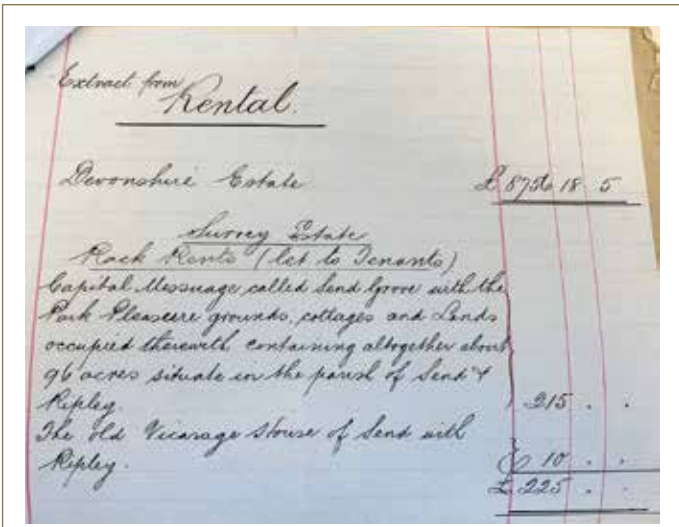 Extract from
Rental.
Devonshire Estate £ 8756 18 5
Surrey Estate
Rack Rents (let to Tenants)
Capital Messuage, called Send Grove with the
Park Pleasure grounds, cottages and Lands
occupied therewith containing altogether about
96 acres situate in the parish of Send &
Ripley. 215 . .
The Old Vicarage House of Send with
Ripley. 10 . .
£ 225 . .